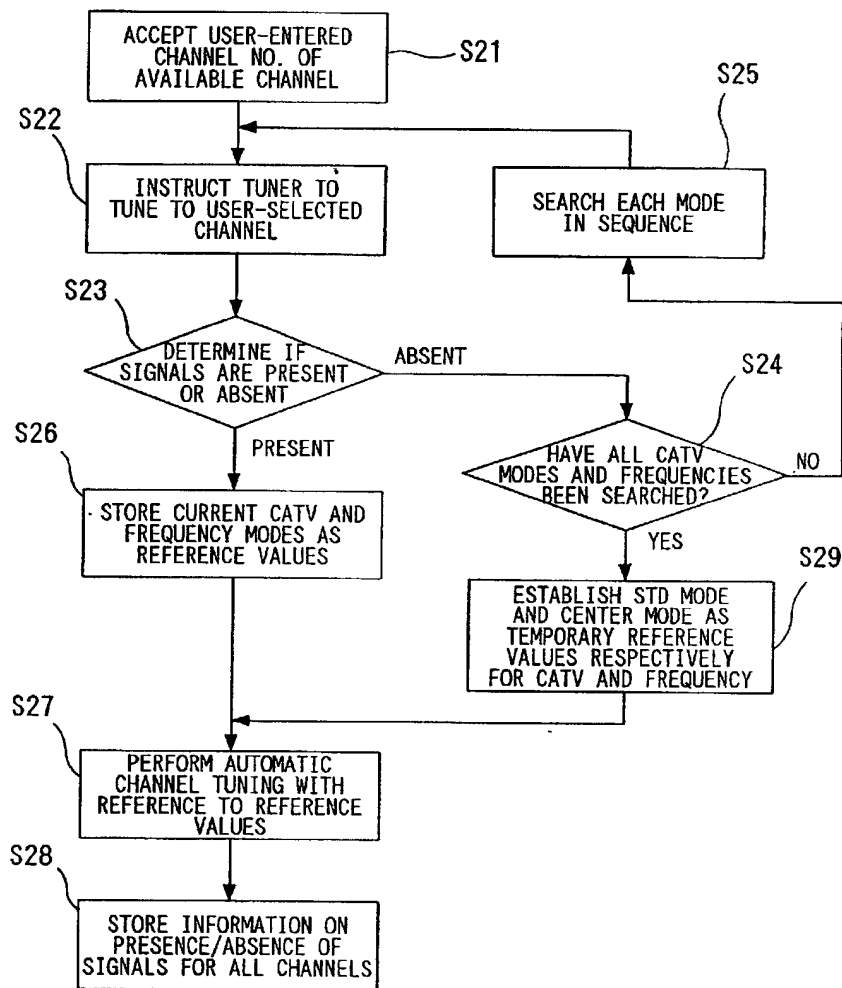 ACCEPT USER-ENTERED
CHANNEL NO. OF
AVAILABLE CHANNEL
S21
S25
S22
INSTRUCT TUNER TO
TUNE TO USER-SELECTED
CHANNEL
SEARCH EACH MODE
IN SEQUENCE
S23
DETERMINE IF
SIGNALS ARE PRESENT
OR ABSENT
ABSENT
S24
S26
PRESENT
HAVE ALL CATV
MODES AND FREQUENCIES
BEEN SEARCHED?
NO
STORE CURRENT CATV AND
FREQUENCY MODES AS
REFERENCE VALUES
YES
S29
ESTABLISH STD MODE
AND CENTER MODE AS
TEMPORARY REFERENCE
VALUES RESPECTIVELY
FOR CATV AND FREQUENCY
S27
PERFORM AUTOMATIC
CHANNEL TUNING WITH
REFERENCE TO REFERENCE
VALUES
S28
STORE INFORMATION ON
PRESENCE/ABSENCE OF
SIGNALS FOR ALL CHANNELS